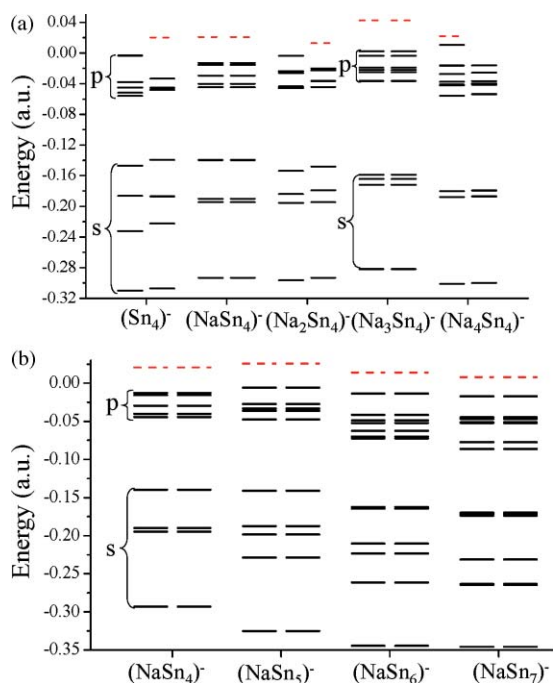 (a)
0.04
0.00
-0.04
-0.08
-0.12
-0.16
-0.20
-0.24
-0.28
-0.32
Energy (a.u.)
p
s
p
s
(Sn₄)⁻ (NaSn₄)⁻ (Na₂Sn₄)⁻ (Na₃Sn₄)⁻ (Na₄Sn₄)⁻
(b)
0.00
-0.05
-0.10
-0.15
-0.20
-0.25
-0.30
-0.35
Energy (a.u.)
p
s
(NaSn₄)⁻ (NaSn₅)⁻ (NaSn₆)⁻ (NaSn₇)⁻